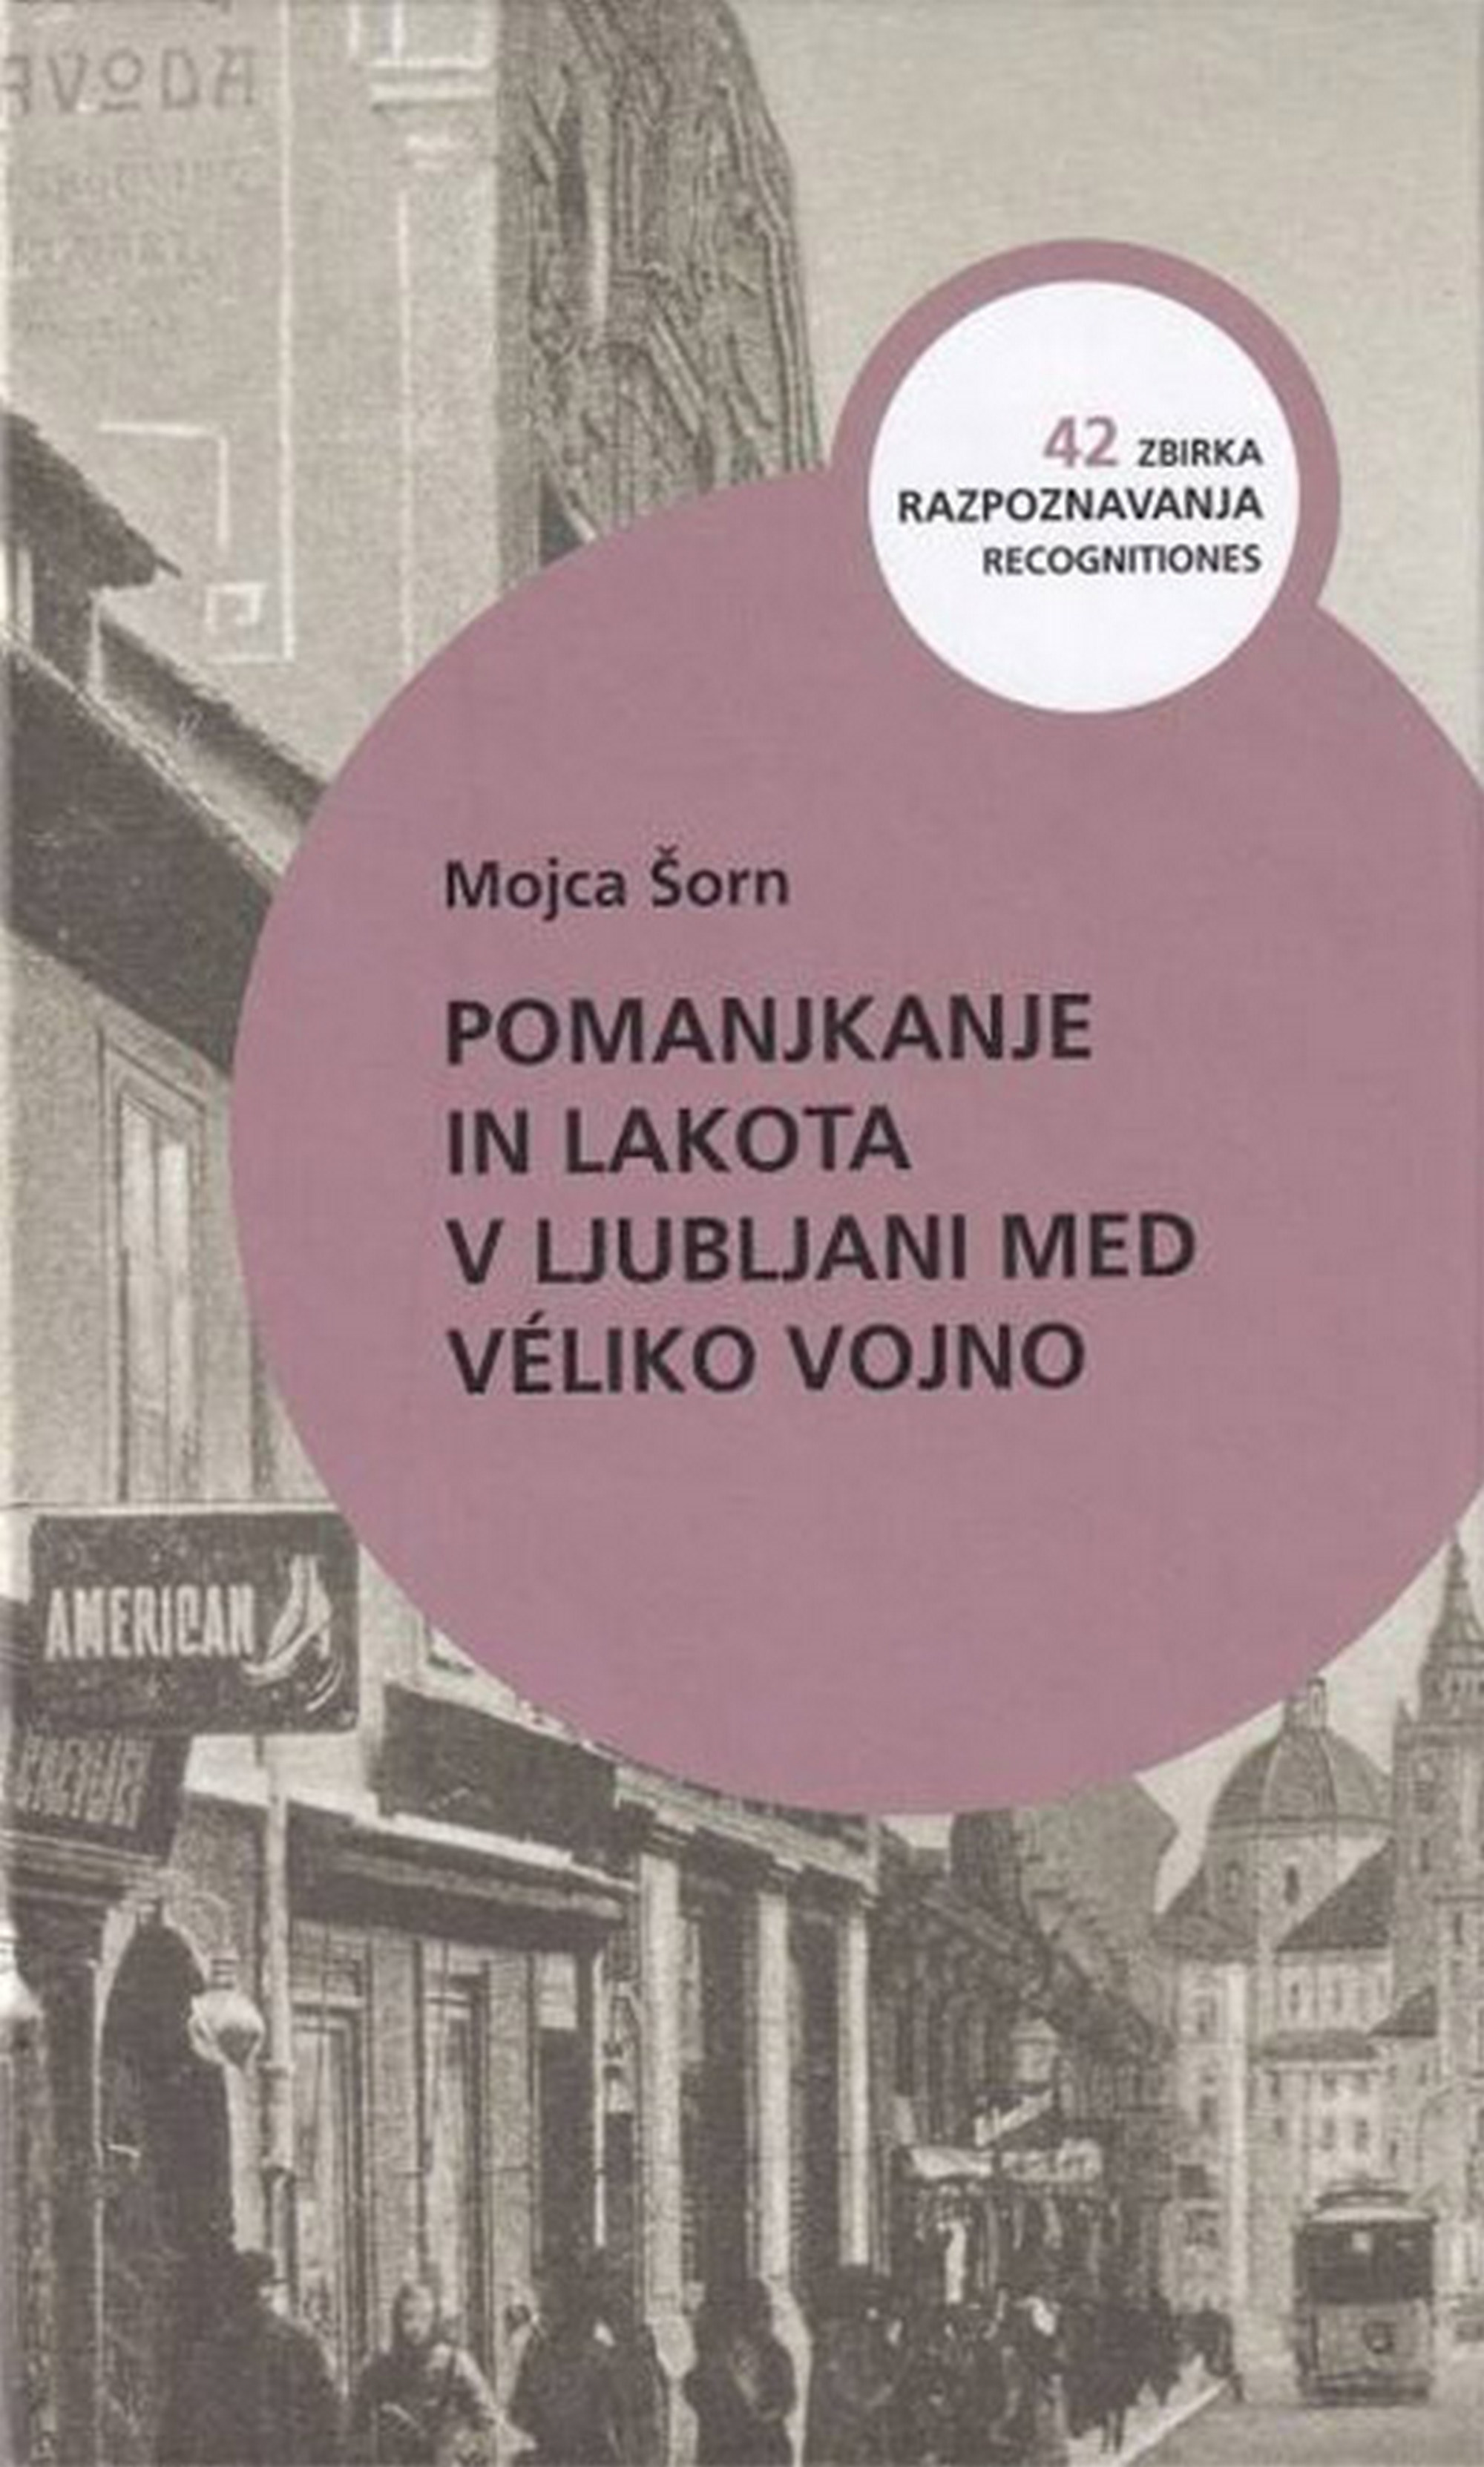 42 ZBIRKA
RAZPOZNAVANJA
RECOGNITIONES
Mojca Šorn
POMANJKANJE
IN LAKOTA
V LJUBLJANI MED
VÉLIKO VOJNO
AMERICAN